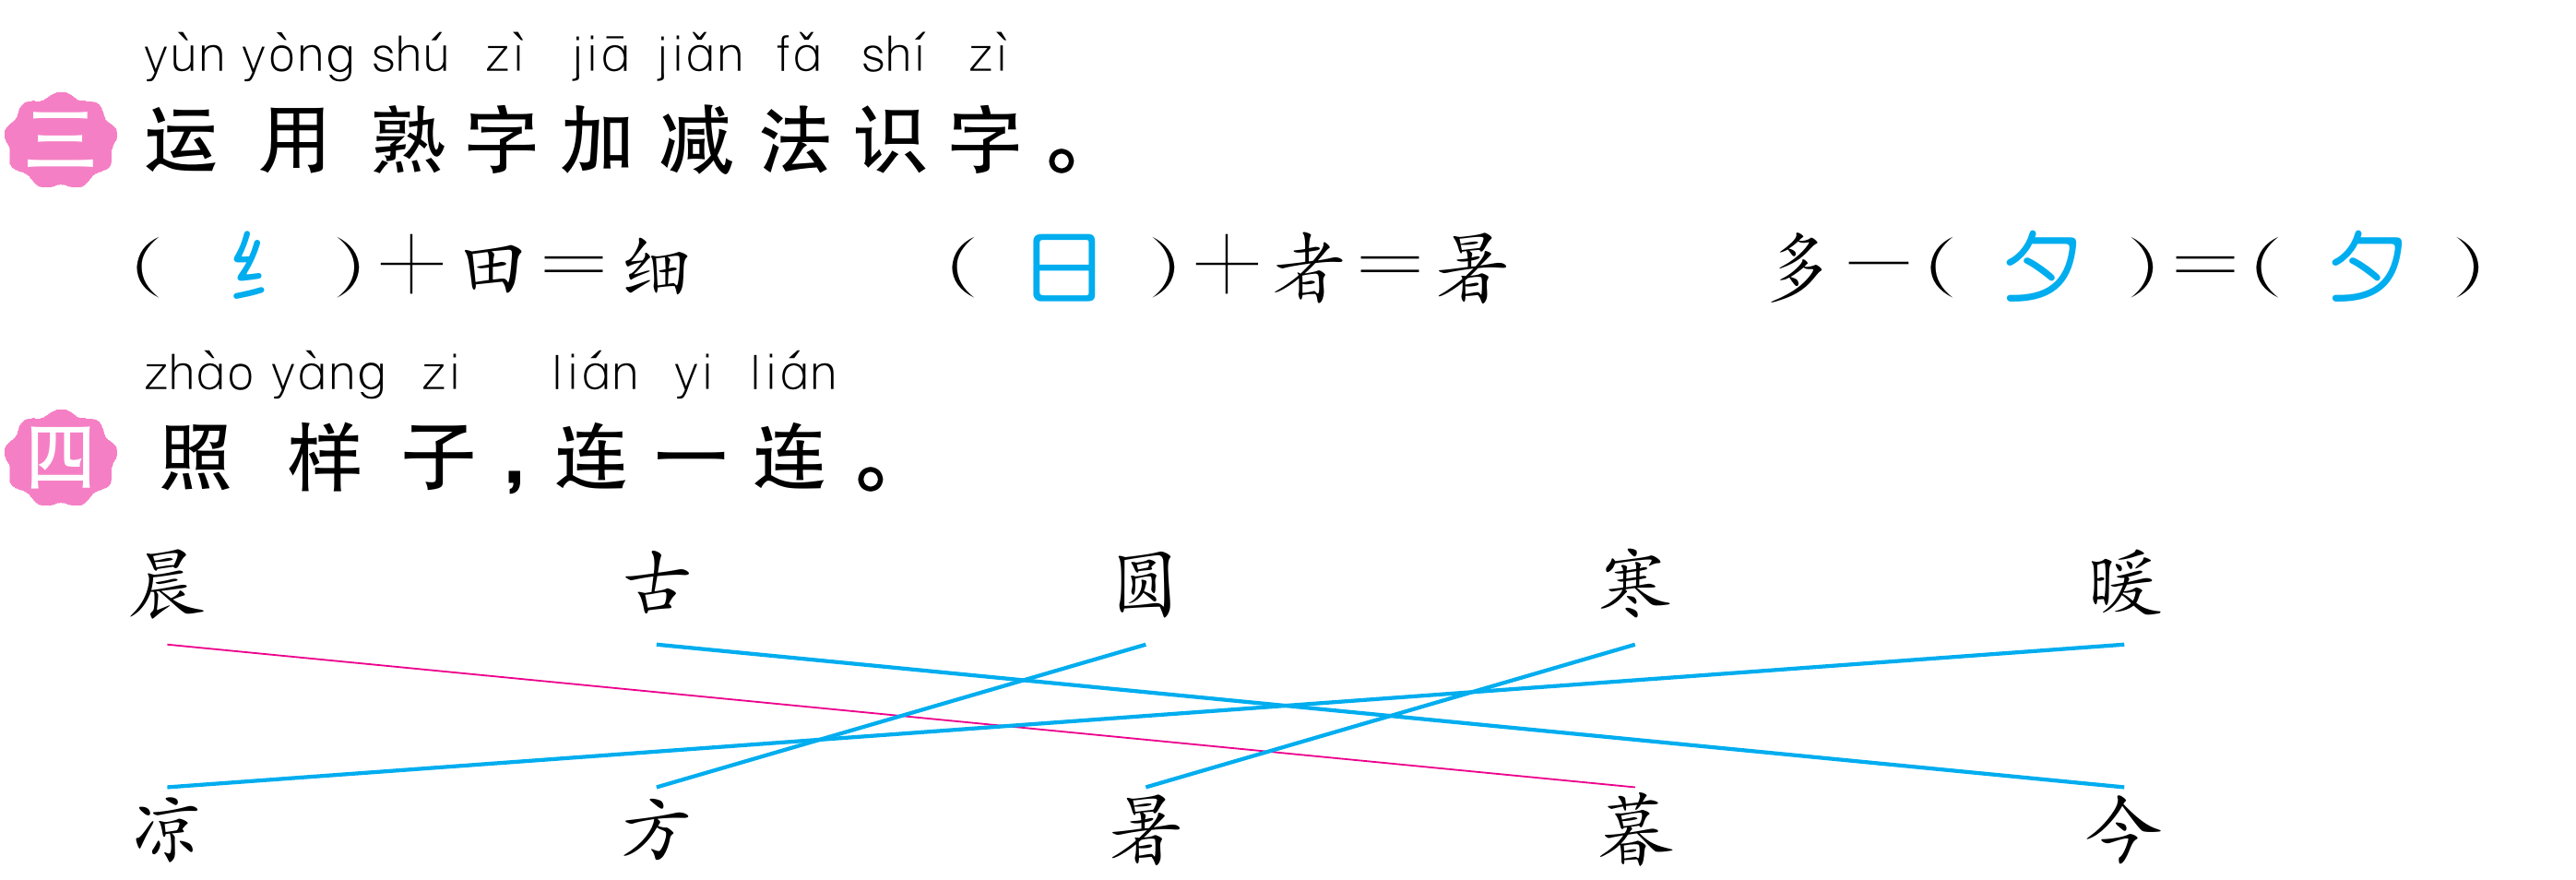 yùn yòng shú zì jiā jiǎn fǎ shí zì
三 运用熟字加减法识字。
(纟)+田=细 (日)+者=暑 多-(夕)=(夕)
zhào yàng zi lián yi lián
四 照样子,连一连。
晨 古 圆 寒 暖
凉 方 暑 暮 今